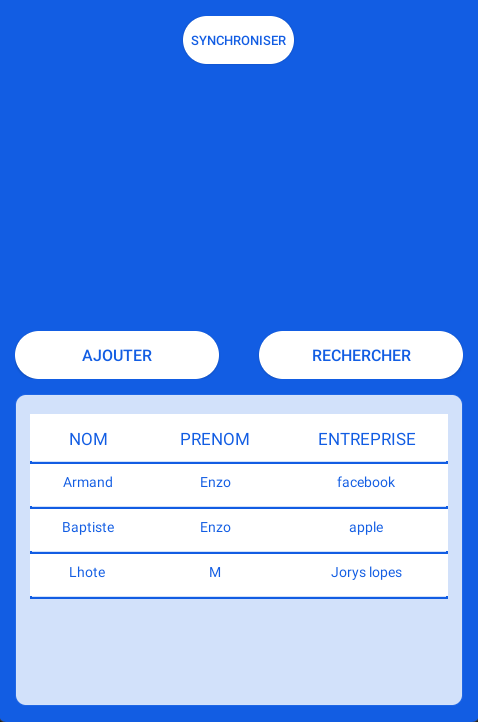 SYNCHRONISER
AJOUTER RECHERCHER
NOM PRENOM ENTREPRISE
Armand Enzo facebook
Baptiste Enzo apple
Lhote M Jorys lopes